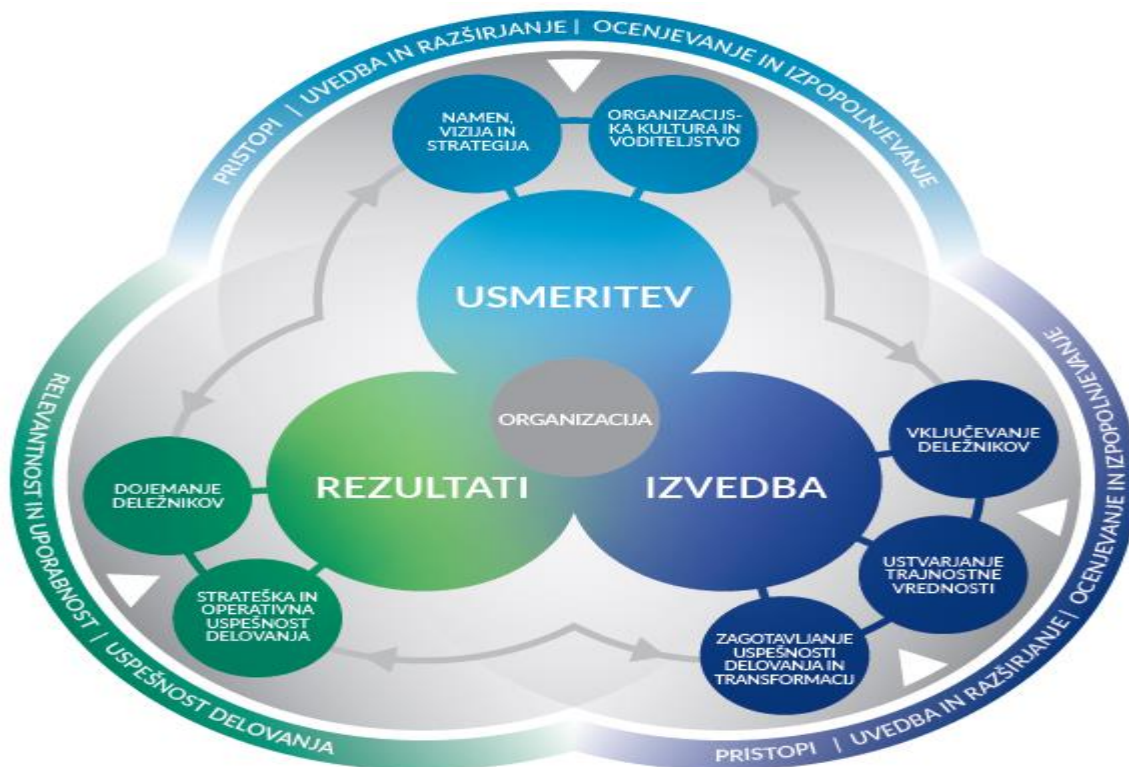 PRISTOPI | UVEDBA IN RAZŠIRJANJE | OCENJEVANJE IN IZPOPOLNJEVANJE
NAMEN,
VIZIJA IN
STRATEGIJA
ORGANIZACIJS-
KA KULTURA IN
VODITELJSTVO
USMERITEV
ORGANIZACIJA
REZULTATI
IZVEDBA
VKLJUČEVANJE
DELEŽNIKOV
USTVARJANJE
TRAJNOSTNE
VREDNOSTI
ZAGOTAVLJANJE
USPEŠNOSTI
DELOVANJA IN
TRANSFORMACIJ
DOJEMANJE
DELEŽNIKOV
STRATEŠKA IN
OPERATIVNA
USPEŠNOST
DELOVANJA
RELEVANTNOST IN UPORABNOST | USPEŠNOST DELOVANJA
PRISTOPI | UVEDBA IN RAZŠIRJANJE | OCENJEVANJE IN IZPOPOLNJEVANJE